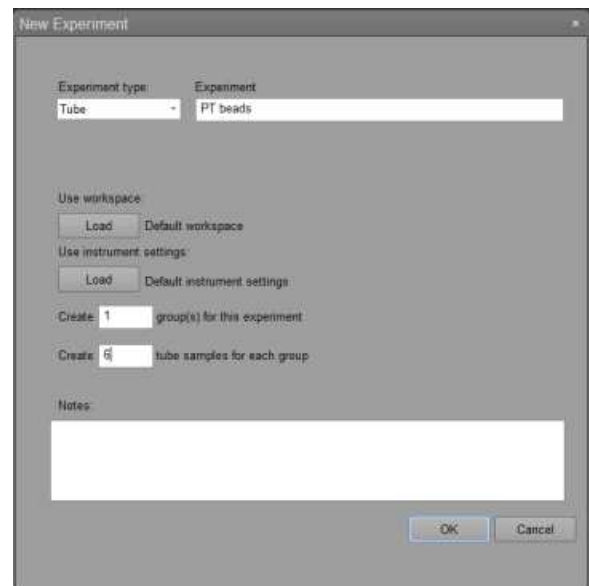 New Experiment
Experiment type: Experiment
Tube PT beads
Use workspace:
Load Default workspace
Use instrument settings:
Load Default instrument settings
Create 1 group(s) for this experiment
Create 6 tube samples for each group
Notes:
OK Cancel